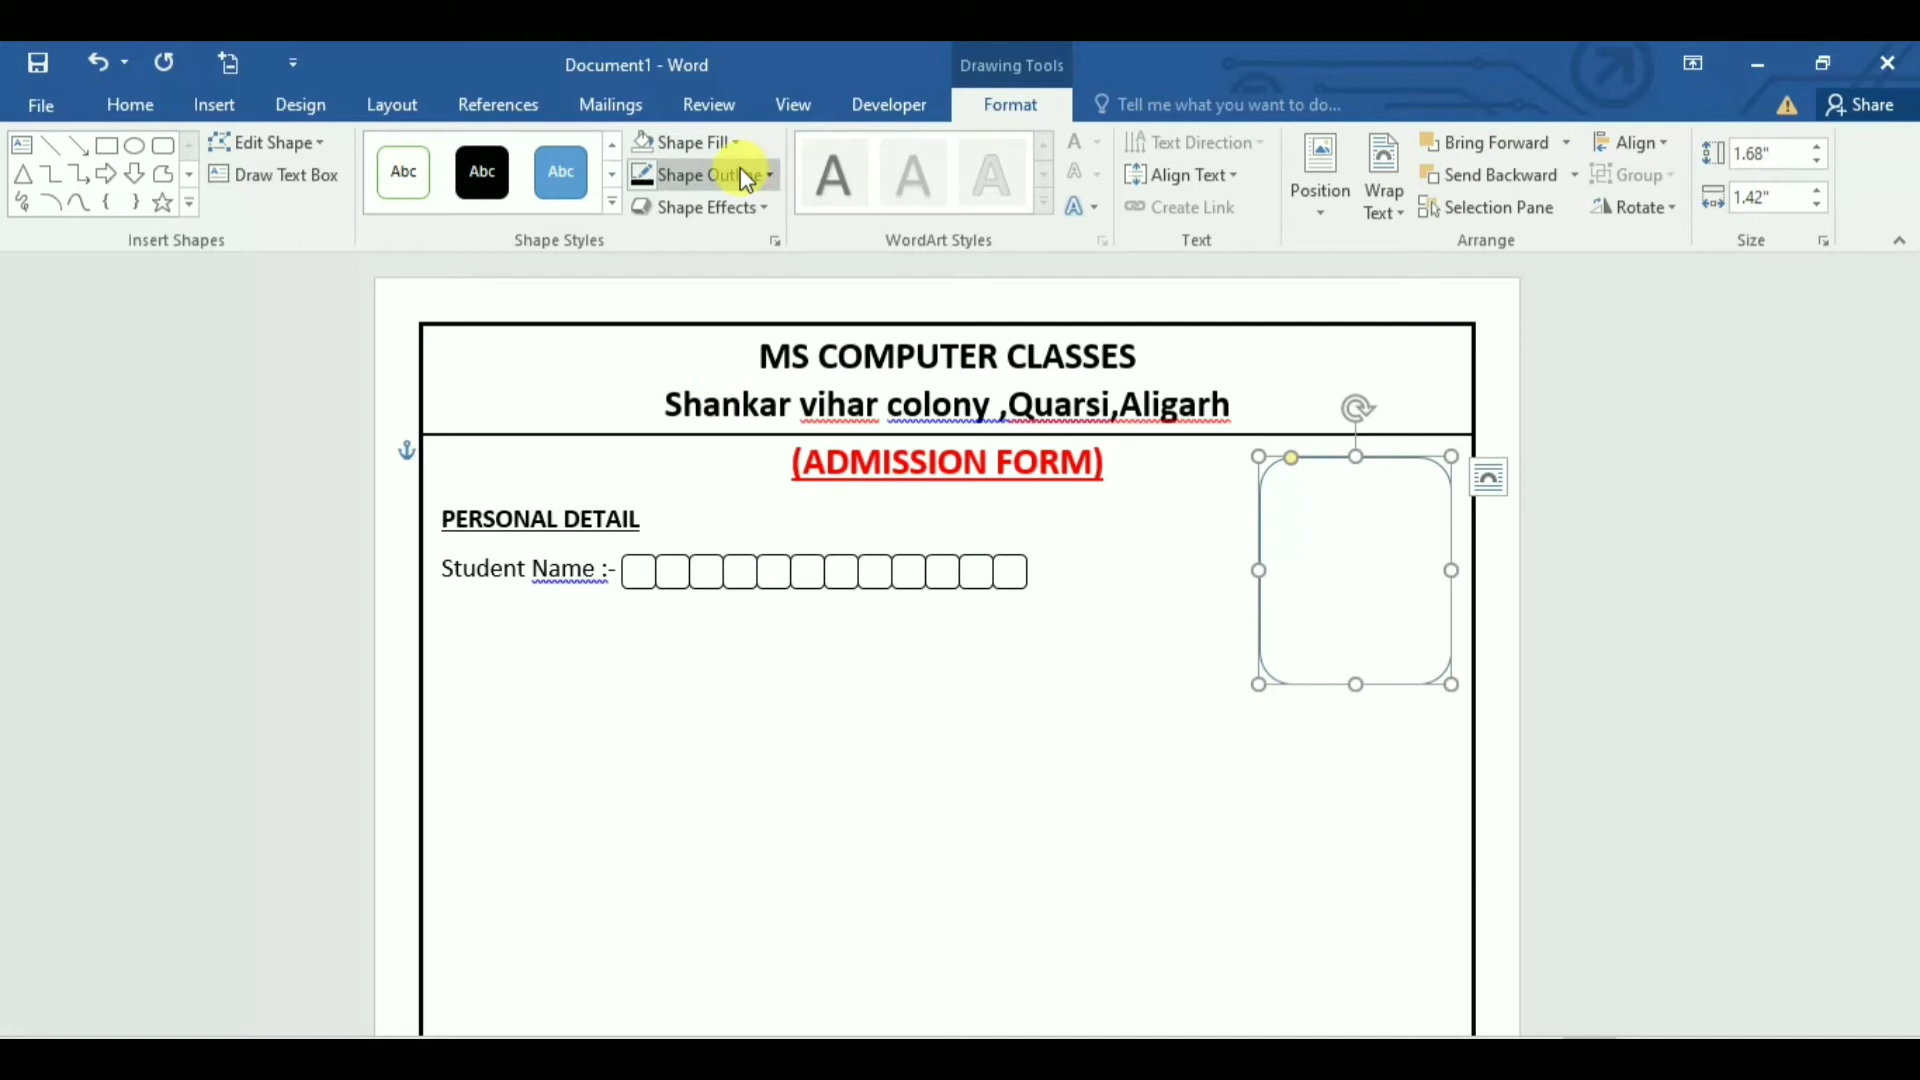 Document1 - Word
Drawing Tools
File Home Insert Design Layout References Mailings Review View Developer Format Tell me what you want to do... Share
Edit Shape
Draw Text Box
Insert Shapes
Abc Abc Abc
Shape Fill
Shape Outline
Shape Effects
Shape Styles
A A A
WordArt Styles
Text Direction
Align Text
Create Link
Text
Position
Wrap Text
Bring Forward
Send Backward
Selection Pane
Align
Group
Rotate
Arrange
1.68"
1.42"
Size
MS COMPUTER CLASSES
Shankar vihar colony ,Quarsi,Aligarh
(ADMISSION FORM)
PERSONAL DETAIL
Student Name :-